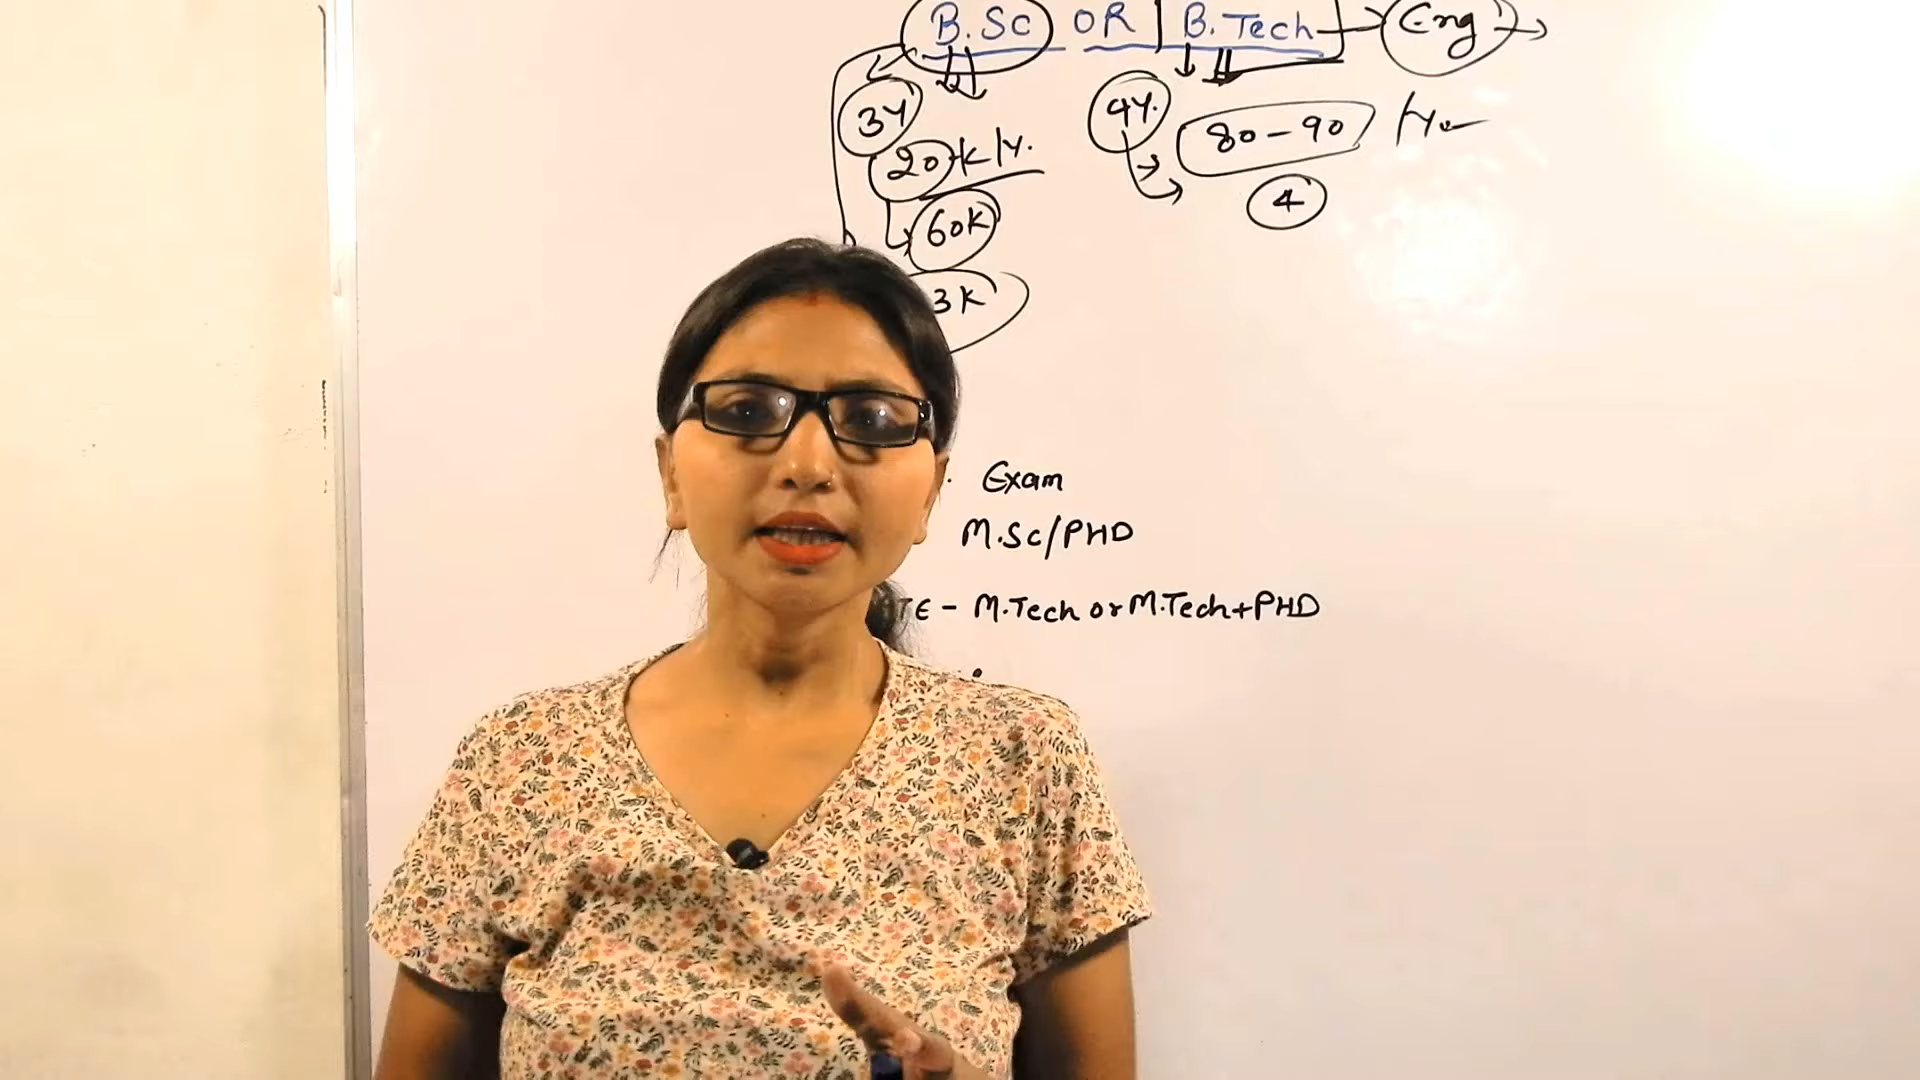 B.Sc OR B.Tech Eng
3Y 4Y. 80-90
20K/Y. 4
60K
3K
Exam
M.Sc/PHD
TE - M.Tech or M.Tech+PHD